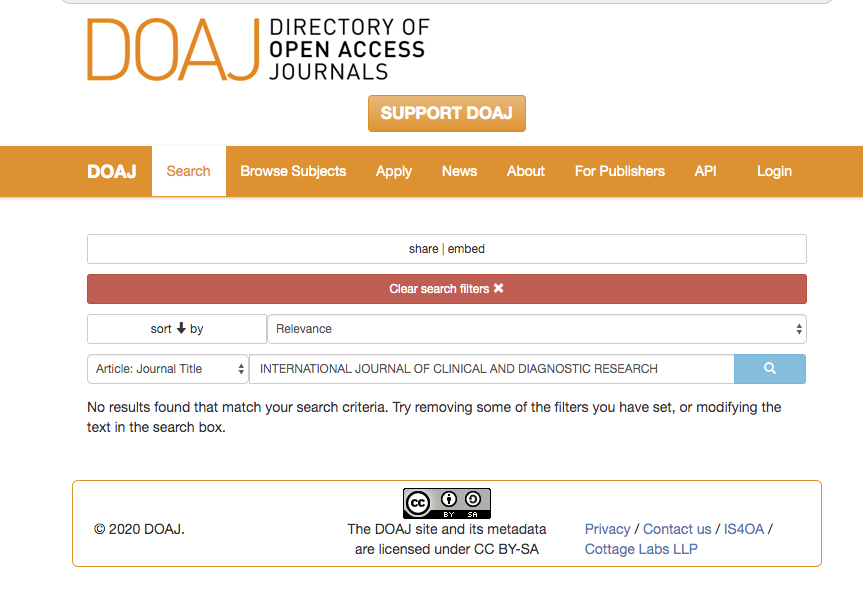 DOAJ
DIRECTORY OF
OPEN ACCESS
JOURNALS
SUPPORT DOAJ
DOAJ Search Browse Subjects Apply News About For Publishers API Login
share | embed
Clear search filters ✖
sort 🡇 by Relevance
Article: Journal Title INTERNATIONAL JOURNAL OF CLINICAL AND DIAGNOSTIC RESEARCH
No results found that match your search criteria. Try removing some of the filters you have set, or modifying the
text in the search box.
CC BY SA
© 2020 DOAJ.
The DOAJ site and its metadata
are licensed under CC BY-SA
Privacy / Contact us / IS4OA /
Cottage Labs LLP